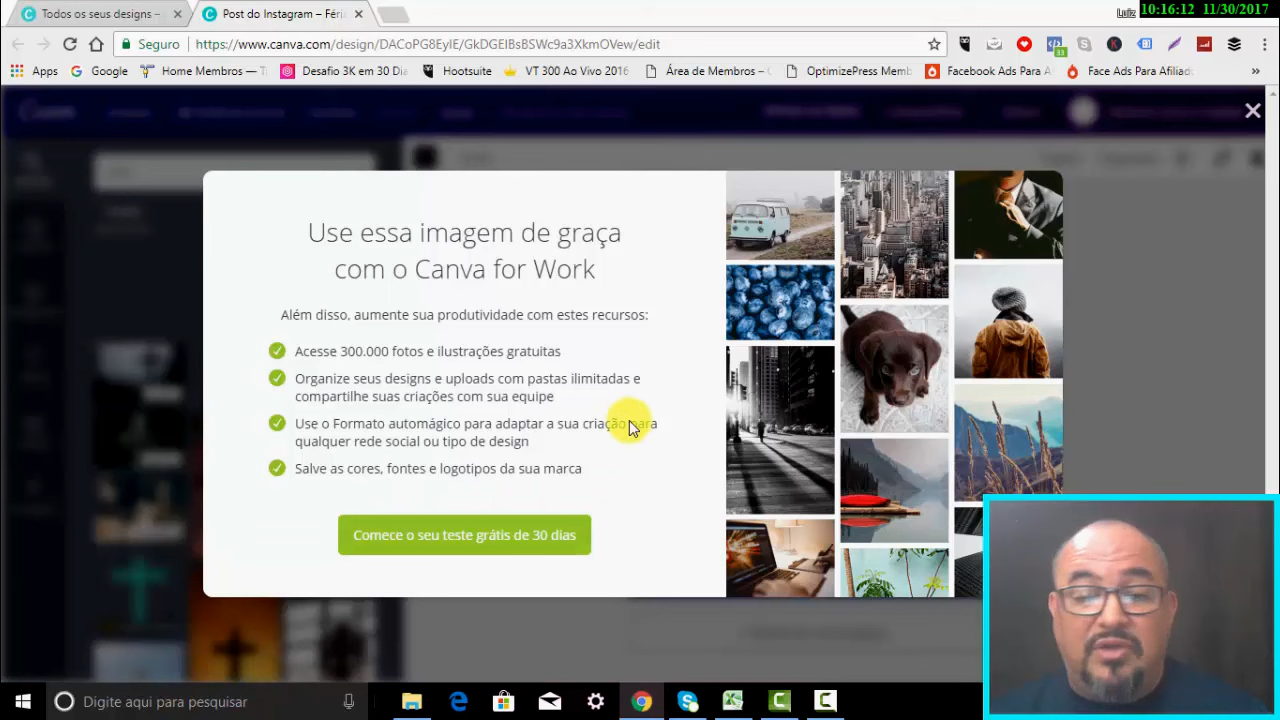 Todos os seus designs –
Post do Instagram – Féria
Luiz
10:16:12 11/30/2017
Seguro
https://www.canva.com/design/DACoPG8EylE/GkDGEIBsBSWc9a3XkmOVew/edit
33
Apps
Google
Home Membros —
Desafio 3K em 30 Dia
Hootsuite
VT 300 Ao Vivo 2016
Área de Membros –
OptimizePress Memb
Facebook Ads Para A
Face Ads Para Afiliad
»
Use essa imagem de graça
com o Canva for Work
Além disso, aumente sua produtividade com estes recursos:
Acesse 300.000 fotos e ilustrações gratuitas
Organize seus designs e uploads com pastas ilimitadas e
compartilhe suas criações com sua equipe
Use o Formato automágico para adaptar a sua criação para
qualquer rede social ou tipo de design
Salve as cores, fontes e logotipos da sua marca
Comece o seu teste grátis de 30 dias
Digite aqui para pesquisar